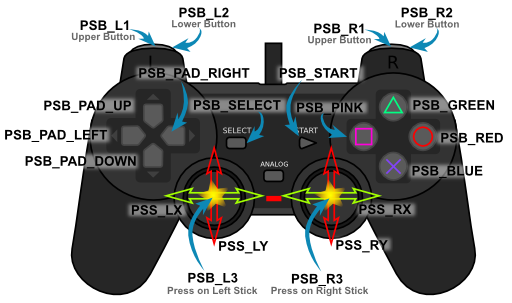 PSB_L1
Upper Button
PSB_L2
Lower Button
PSB_R1
Upper Button
PSB_R2
Lower Button
L
R
PSB_PAD_RIGHT
PSB_START
PSB_PAD_UP
PSB_SELECT
PSB_PINK
PSB_GREEN
PSB_PAD_LEFT
SELECT
START
PSB_RED
PSB_PAD_DOWN
ANALOG
PSB_BLUE
PSS_LX
PSS_RX
PSS_LY
PSS_RY
PSB_L3
Press on Left Stick
PSB_R3
Press on Right Stick